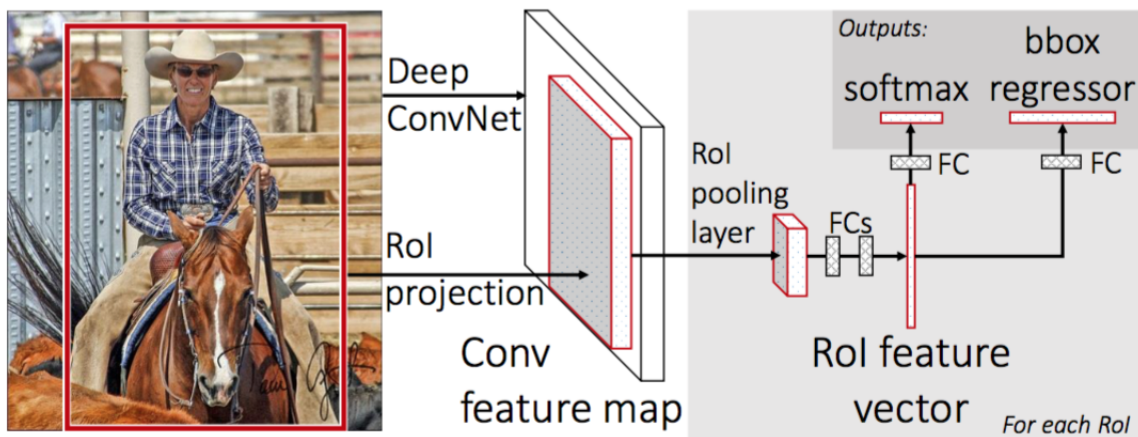 Deep
ConvNet
RoI
projection
Conv
feature map
RoI
pooling
layer
FCs
Outputs:
softmax
bbox
regressor
FC
FC
RoI feature
vector
For each RoI